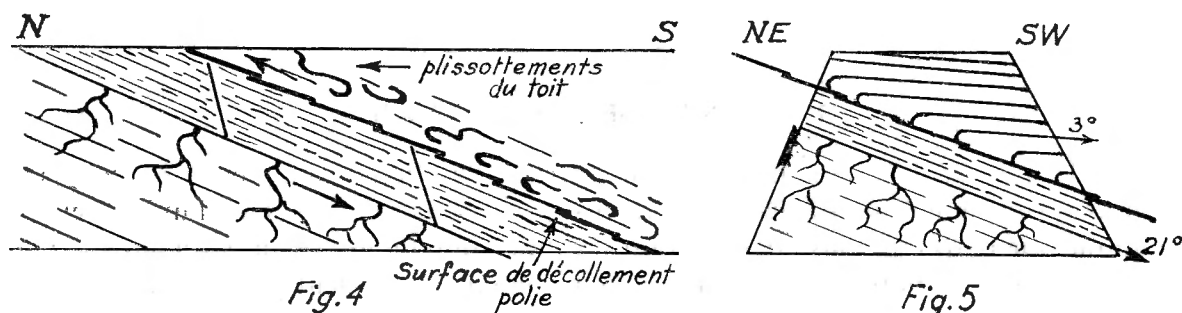 N
S
plissottements
du toit
Surface de décollement
polie
Fig.4
NE
SW
3°
21°
Fig.5